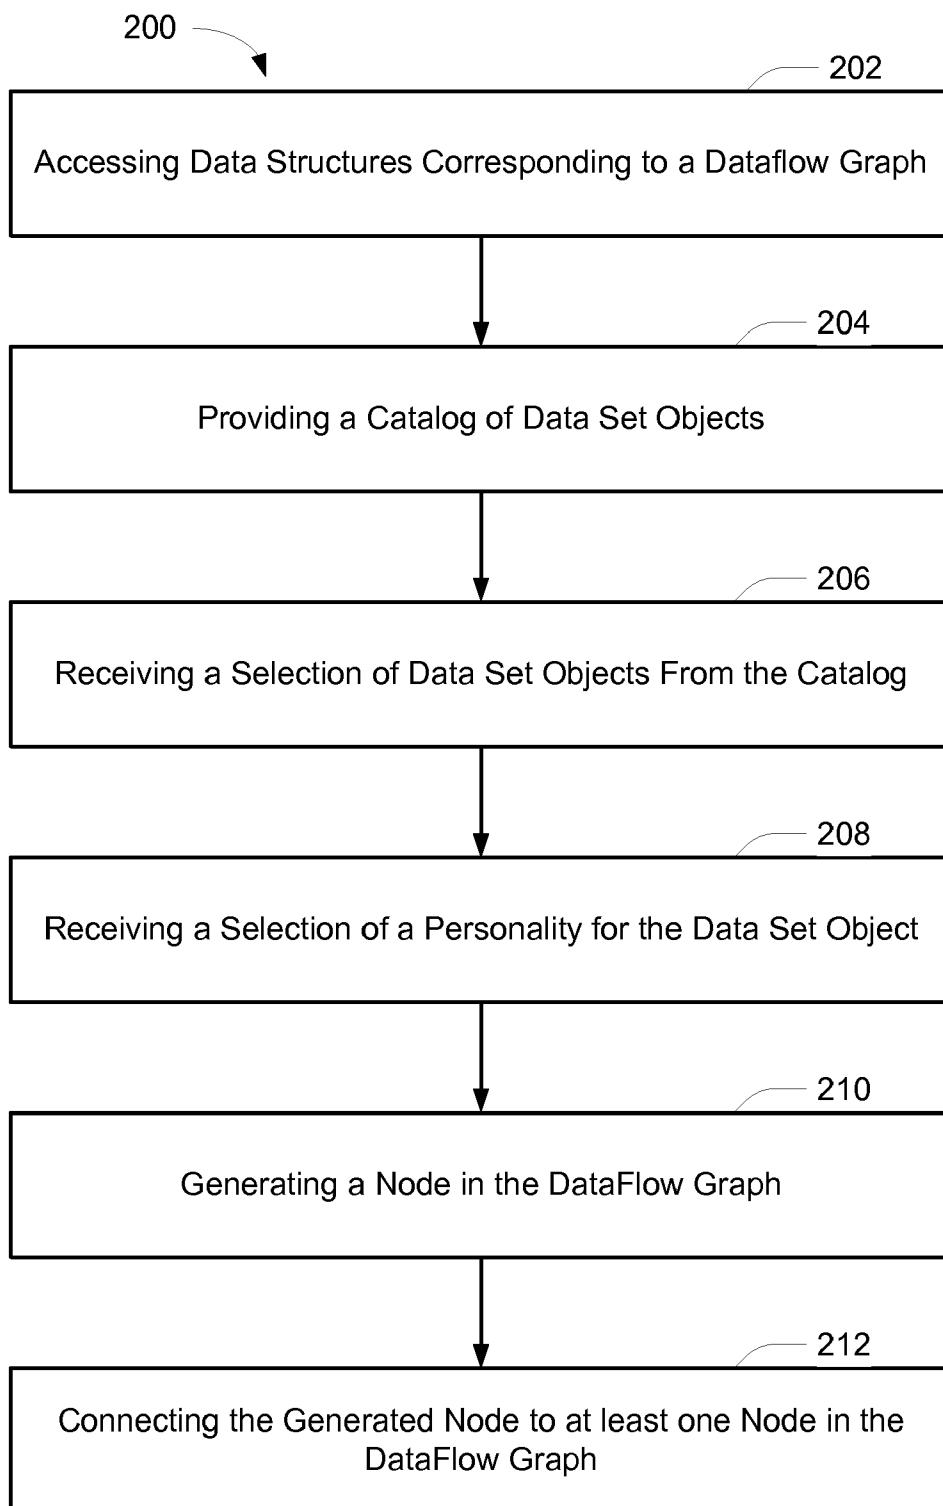 200
202
Accessing Data Structures Corresponding to a Dataflow Graph
204
Providing a Catalog of Data Set Objects
206
Receiving a Selection of Data Set Objects From the Catalog
208
Receiving a Selection of a Personality for the Data Set Object
210
Generating a Node in the DataFlow Graph
212
Connecting the Generated Node to at least one Node in the
DataFlow Graph